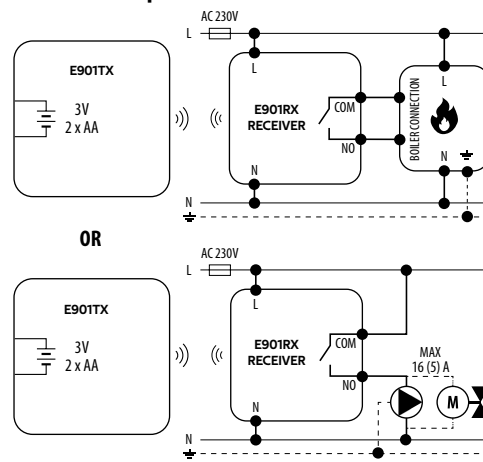 AC 230V
L
E901TX
3V
2 x AA
L
E901RX
RECEIVER
COM
NO
N
BOILER CONNECTION
L
N
N
OR
AC 230V
L
E901TX
3V
2 x AA
L
E901RX
RECEIVER
COM
NO
N
MAX
16 (5) A
M
N